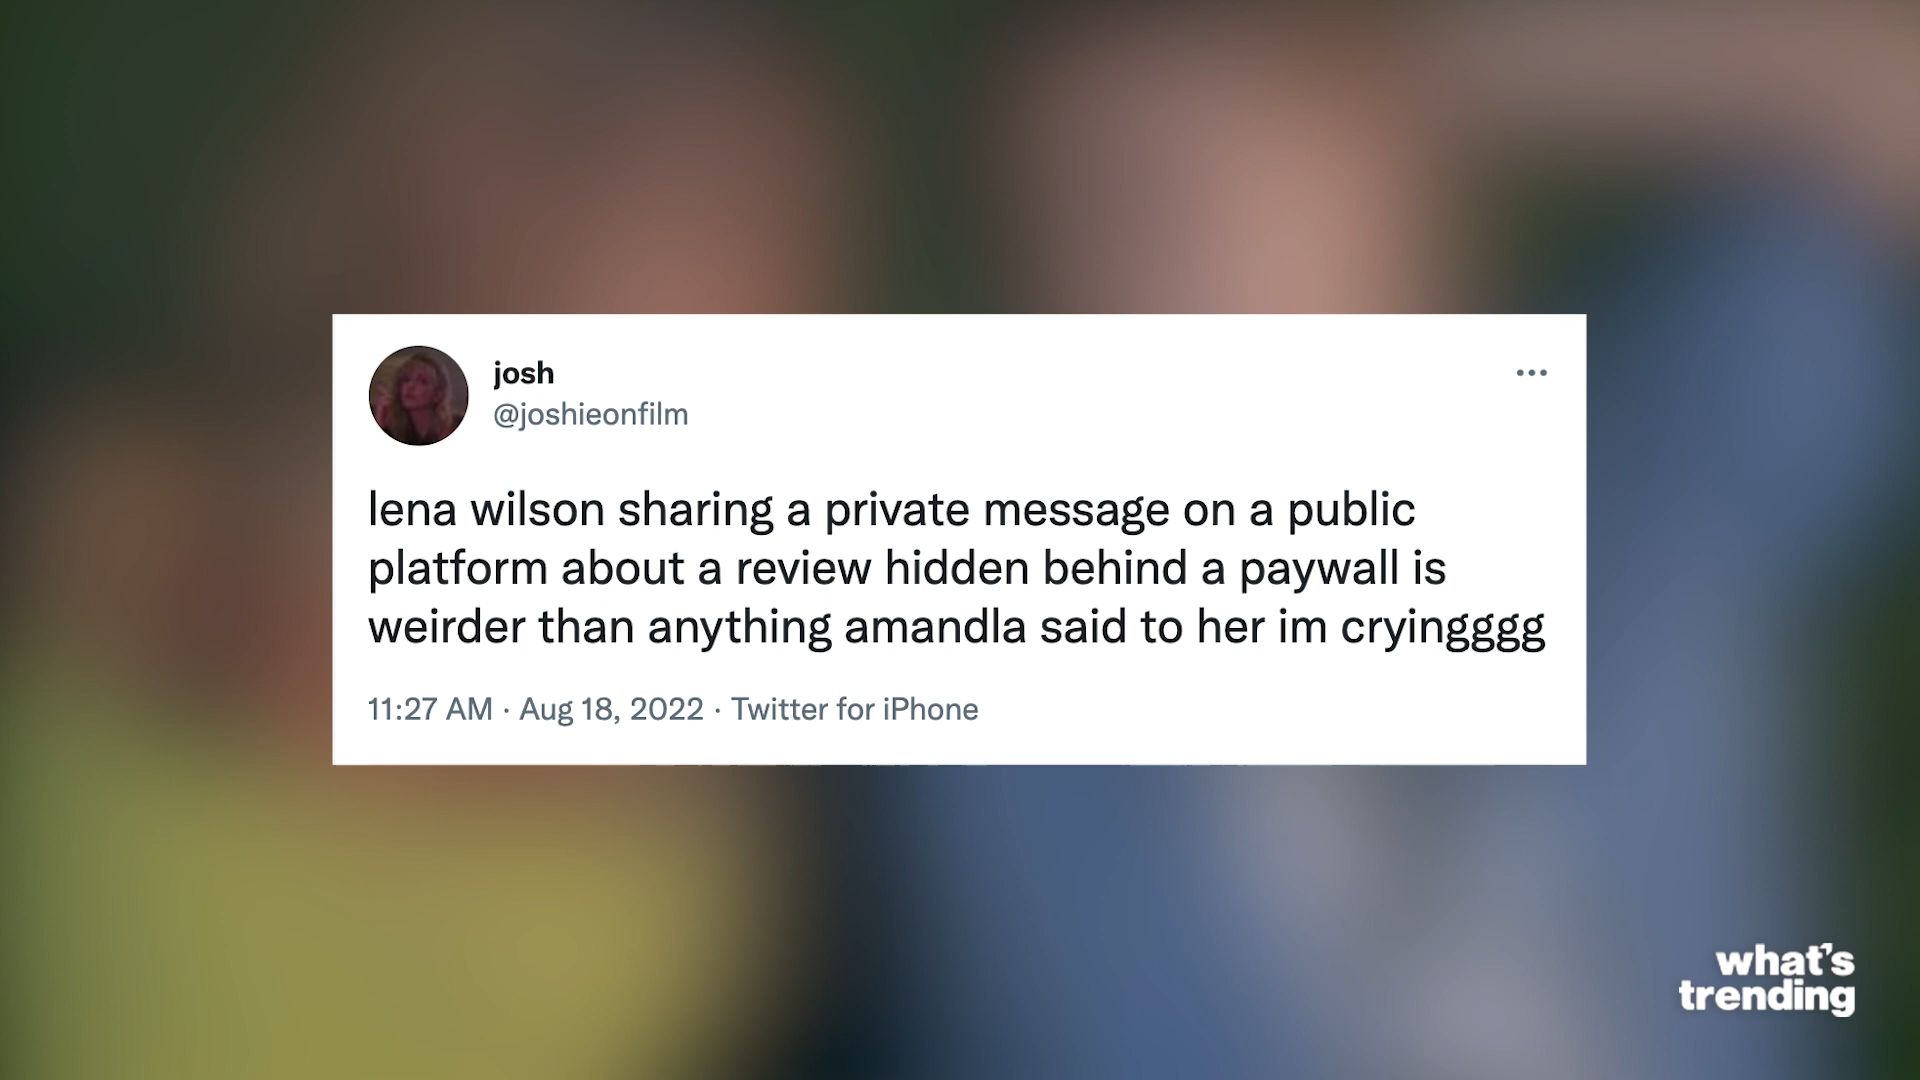 josh
@joshieonfilm
lena wilson sharing a private message on a public
platform about a review hidden behind a paywall is
weirder than anything amandla said to her im cryingggg
11:27 AM · Aug 18, 2022 · Twitter for iPhone
what's
trending